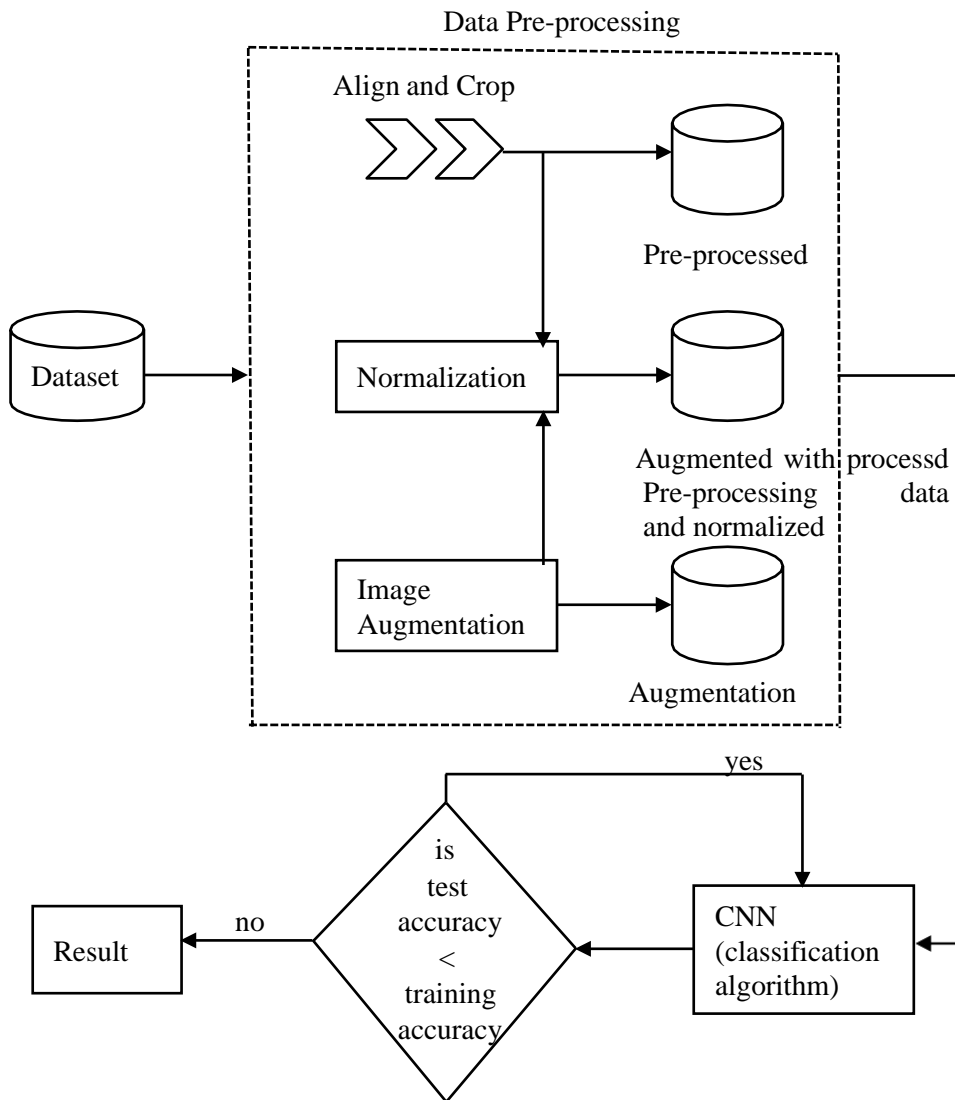 Data Pre-processing
Align and Crop
Pre-processed
Dataset
Normalization
Augmented with processd
Pre-processing data
and normalized
Image
Augmentation
Augmentation
yes
is
test
accuracy
<
training
accuracy
no
Result
CNN
(classification
algorithm)